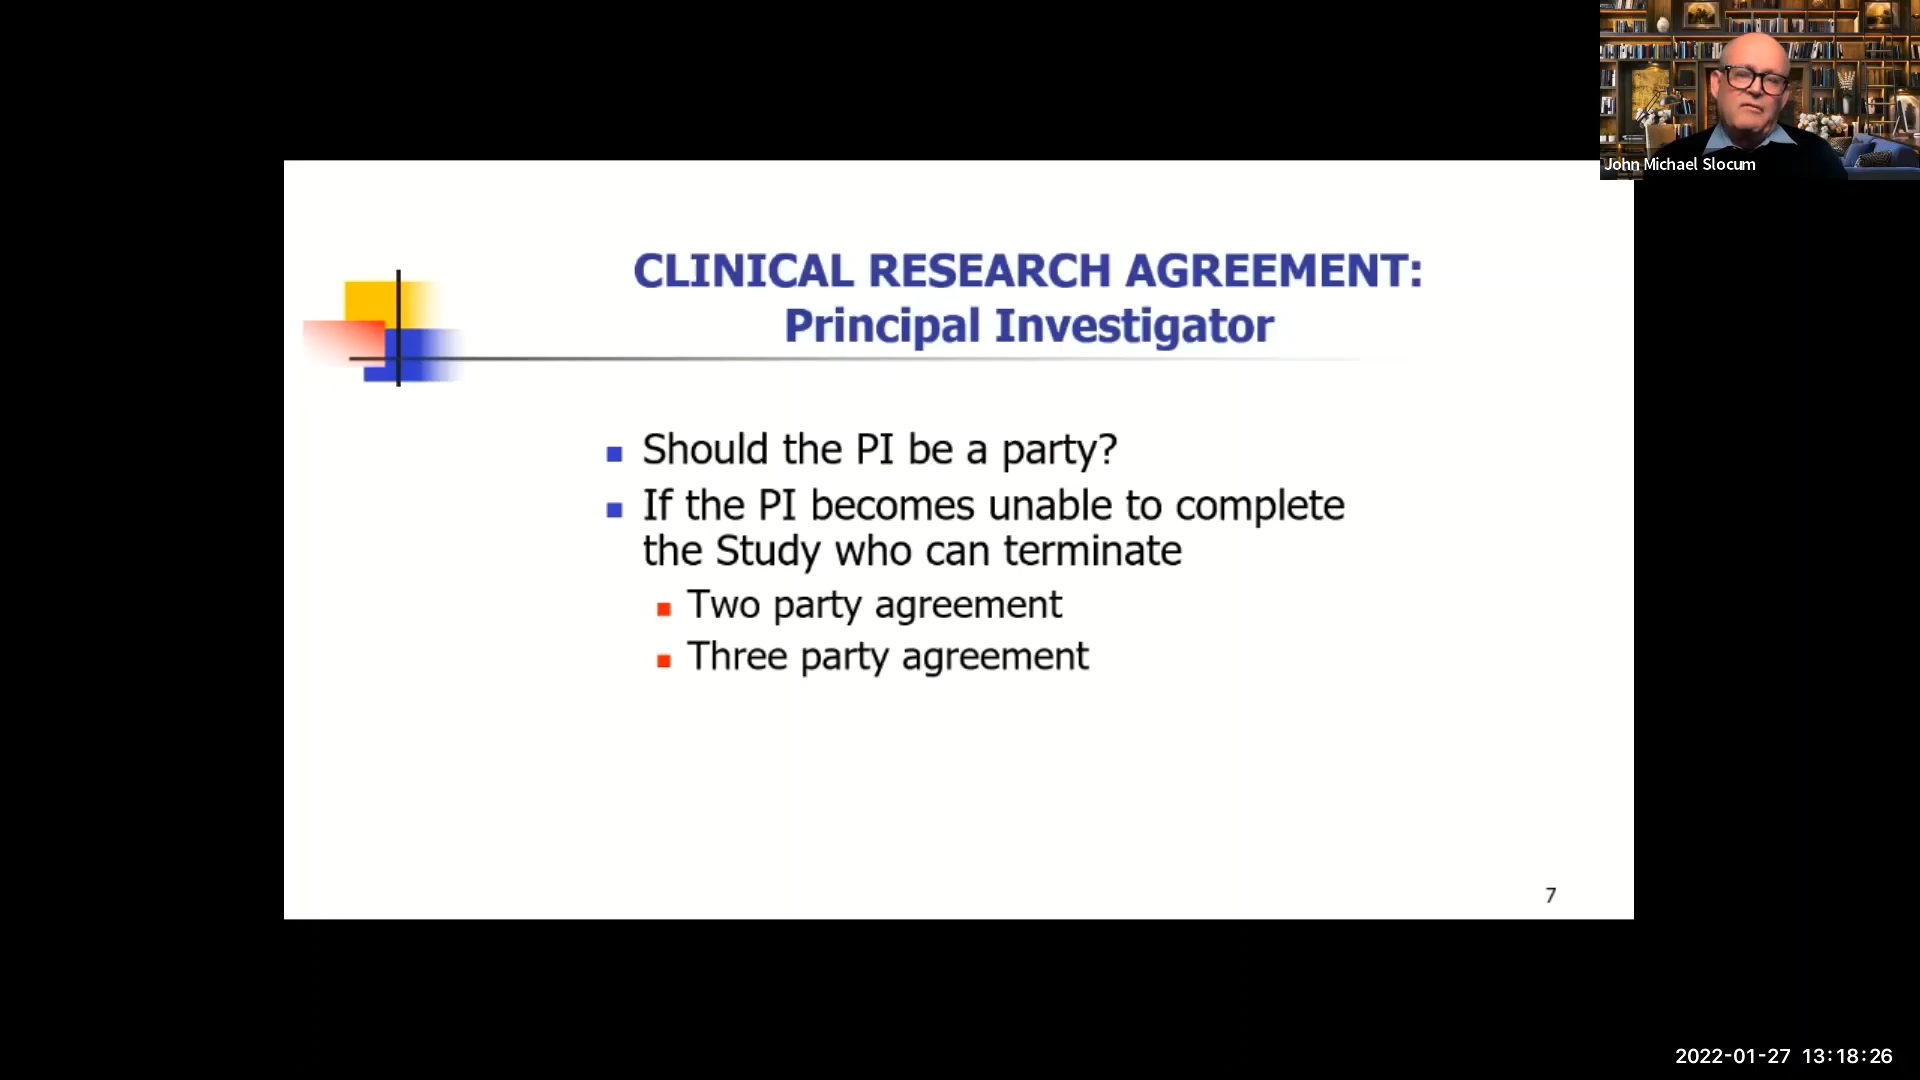 John Michael Slocum
CLINICAL RESEARCH AGREEMENT:
Principal Investigator
Should the PI be a party?
If the PI becomes unable to complete
the Study who can terminate
Two party agreement
Three party agreement
7
2022-01-27 13:18:26